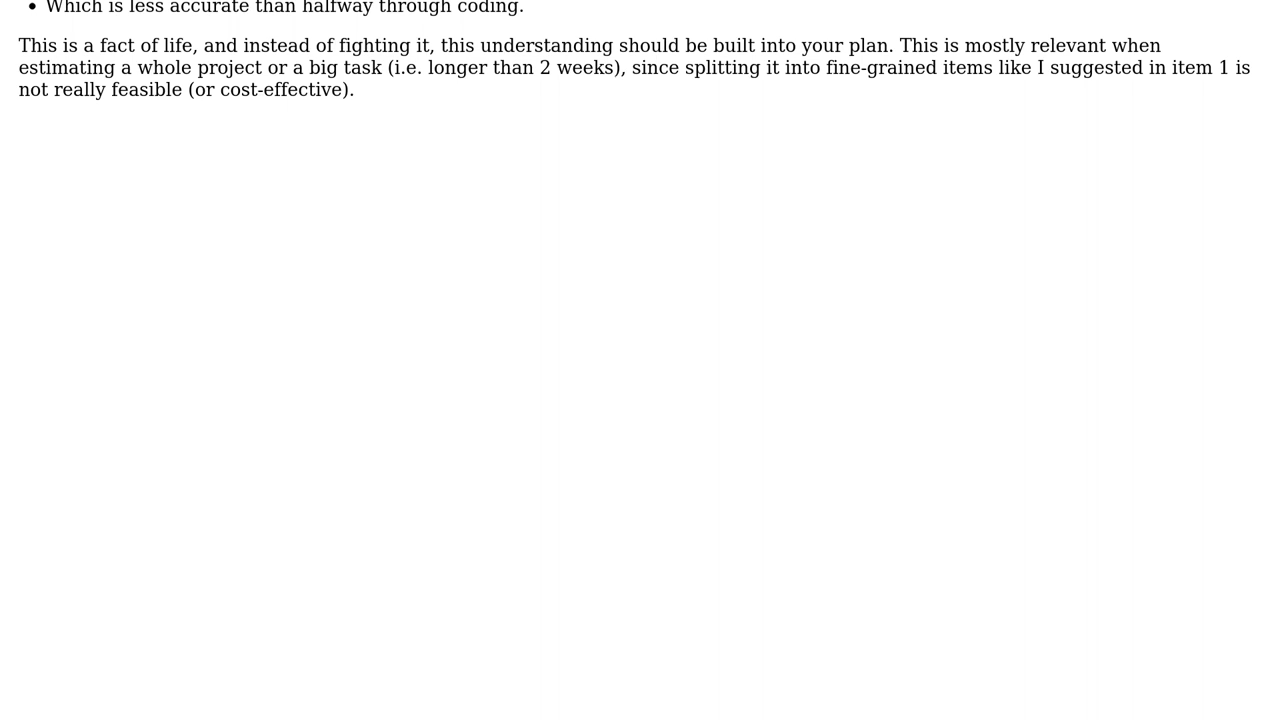 • Which is less accurate than halfway through coding.
This is a fact of life, and instead of fighting it, this understanding should be built into your plan. This is mostly relevant when
estimating a whole project or a big task (i.e. longer than 2 weeks), since splitting it into fine-grained items like I suggested in item 1 is
not really feasible (or cost-effective).